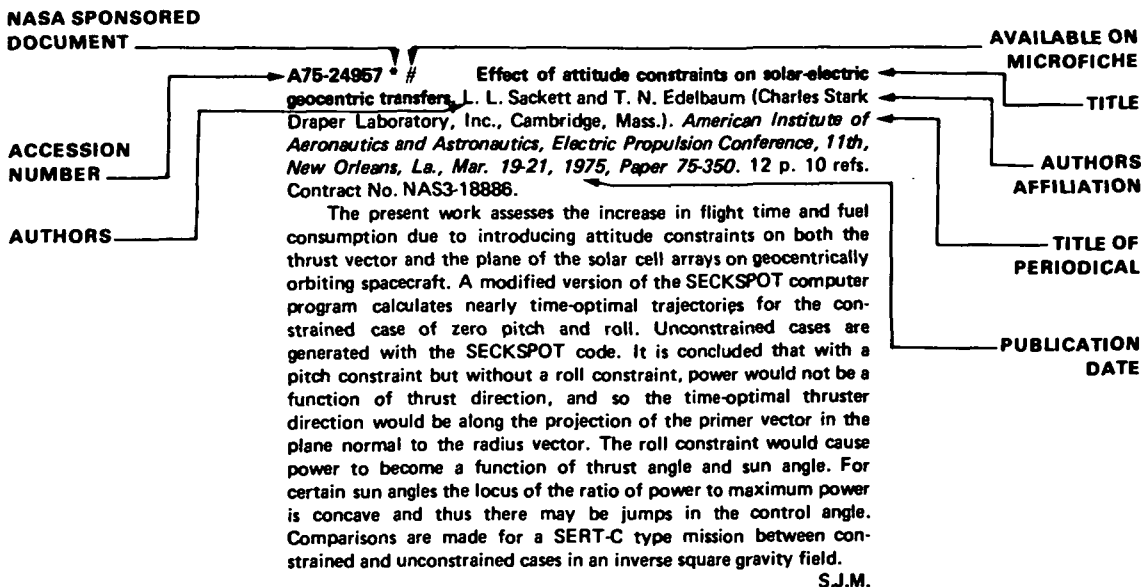 NASA SPONSORED
DOCUMENT
AVAILABLE ON
MICROFICHE
A75-24957 * # Effect of attitude constraints on solar-electric
geocentric transfers. L. L. Sackett and T. N. Edelbaum (Charles Stark
Draper Laboratory, Inc., Cambridge, Mass.). American Institute of
Aeronautics and Astronautics, Electric Propulsion Conference, 11th,
New Orleans, La., Mar. 19-21, 1975, Paper 75-350. 12 p. 10 refs.
Contract No. NAS3-18886.
TITLE
ACCESSION
NUMBER
AUTHORS
AFFILIATION
AUTHORS
TITLE OF
PERIODICAL
PUBLICATION
DATE
The present work assesses the increase in flight time and fuel
consumption due to introducing attitude constraints on both the
thrust vector and the plane of the solar cell arrays on geocentrically
orbiting spacecraft. A modified version of the SECKSPOT computer
program calculates nearly time-optimal trajectories for the con-
strained case of zero pitch and roll. Unconstrained cases are
generated with the SECKSPOT code. It is concluded that with a
pitch constraint but without a roll constraint, power would not be a
function of thrust direction, and so the time-optimal thruster
direction would be along the projection of the primer vector in the
plane normal to the radius vector. The roll constraint would cause
power to become a function of thrust angle and sun angle. For
certain sun angles the locus of the ratio of power to maximum power
is concave and thus there may be jumps in the control angle.
Comparisons are made for a SERT-C type mission between con-
strained and unconstrained cases in an inverse square gravity field.
S.J.M.